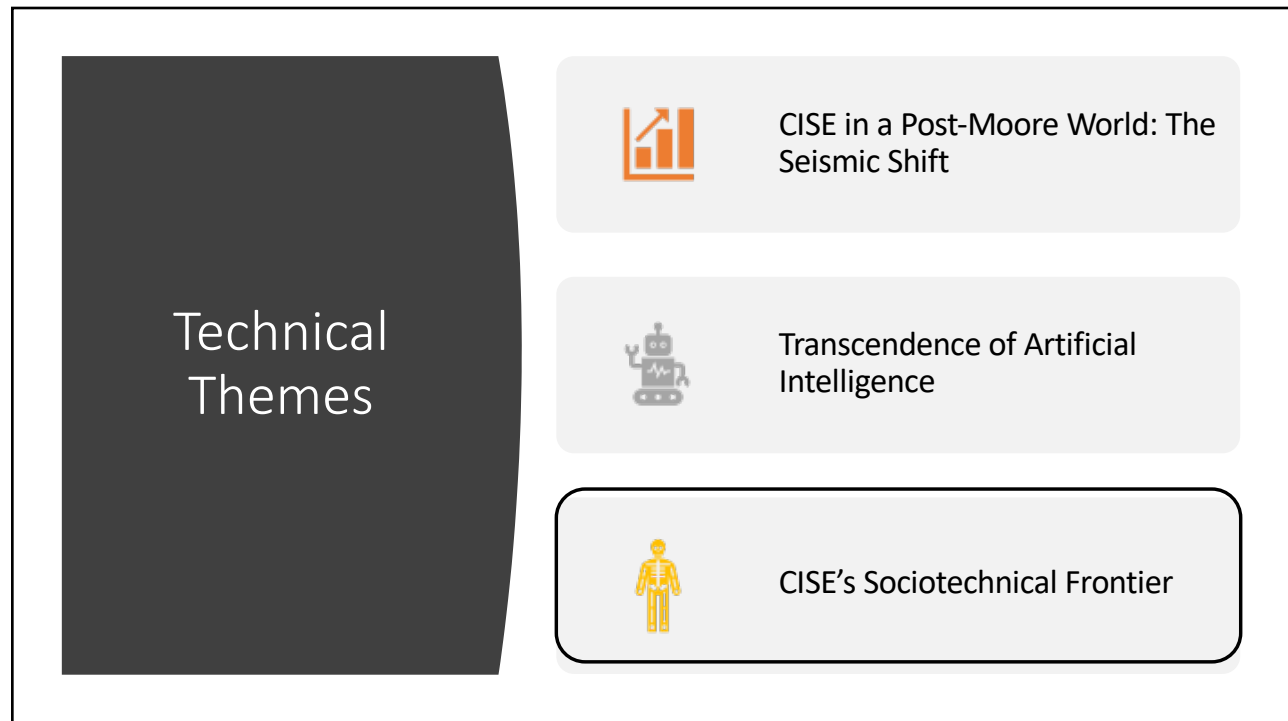 Technical
Themes
CISE in a Post-Moore World: The
Seismic Shift
Transcendence of Artificial
Intelligence
CISE’s Sociotechnical Frontier